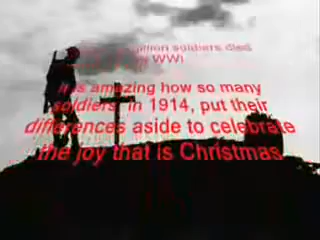 million soldiers died
WWI
it is amazing how so many
soldiers, in 1914, put their
differences aside to celebrate
the joy that is Christmas